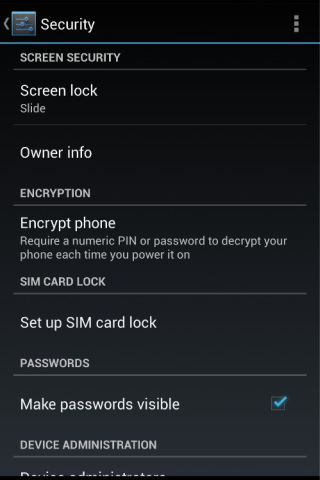 Security
SCREEN SECURITY
Screen lock
Slide
Owner info
ENCRYPTION
Encrypt phone
Require a numeric PIN or password to decrypt your
phone each time you power it on
SIM CARD LOCK
Set up SIM card lock
PASSWORDS
Make passwords visible
DEVICE ADMINISTRATION
Device administrators